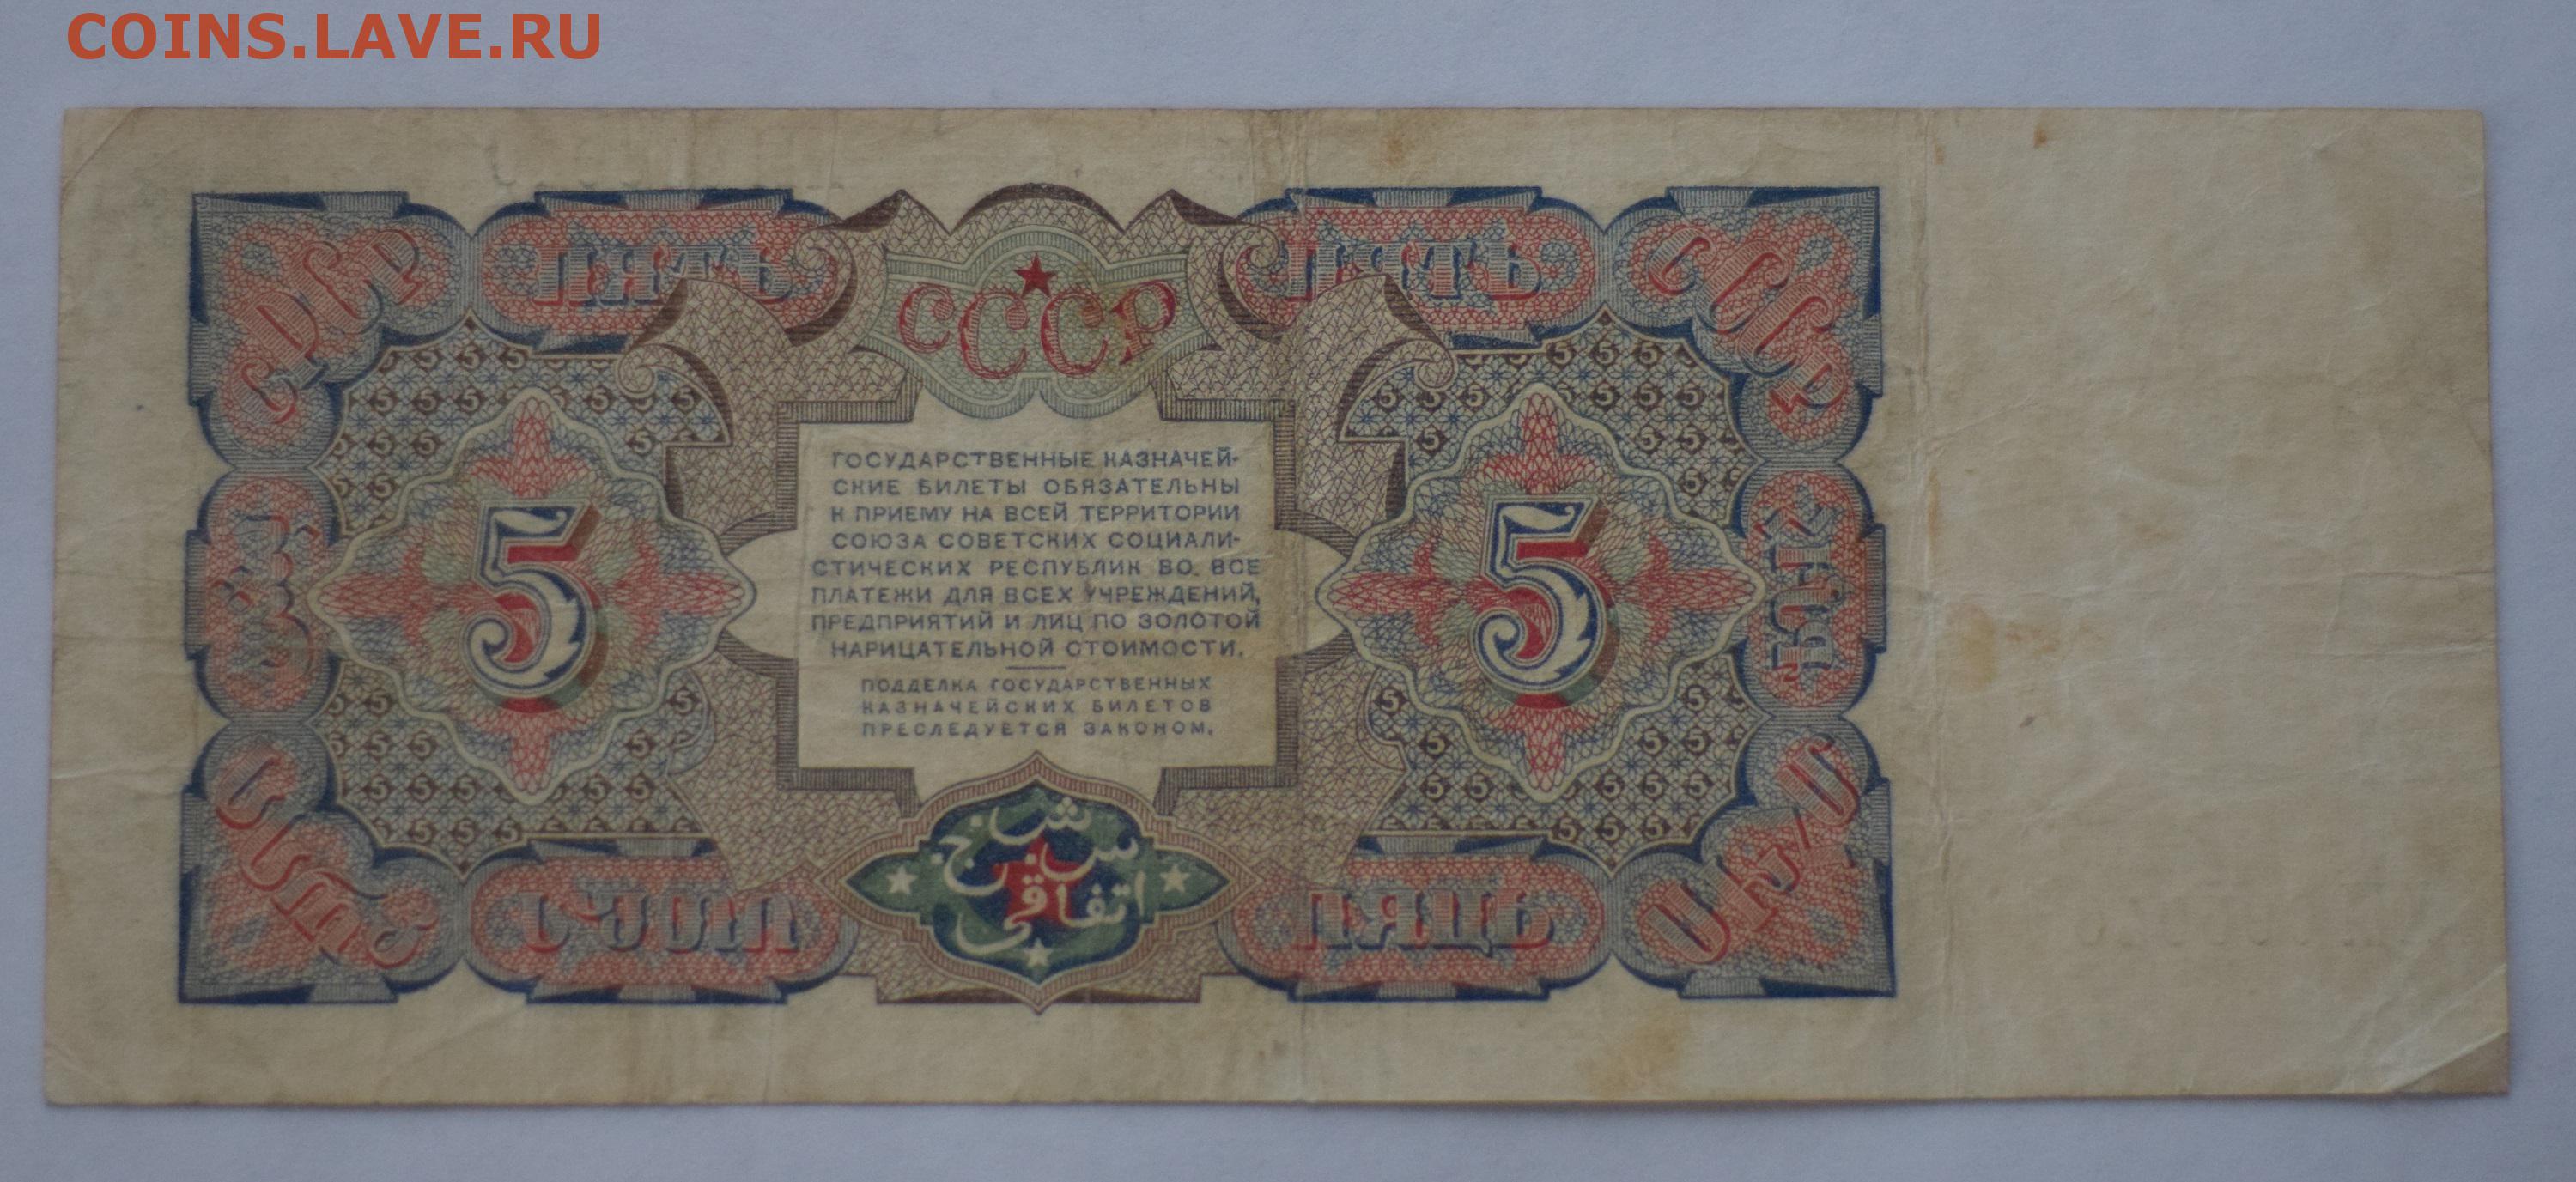 COINS.LAVE.RU
ПЯТЬ
ПЯТЬ
СССР
СССР
5
5
ГОСУДАРСТВЕННЫЕ КАЗНАЧЕЙ-
СКИЕ БИЛЕТЫ ОБЯЗАТЕЛЬНЫ
К ПРИЕМУ НА ВСЕЙ ТЕРРИТОРИИ
СОЮЗА СОВЕТСКИХ СОЦИАЛИ-
СТИЧЕСКИХ РЕСПУБЛИК ВО ВСЕ
ПЛАТЕЖИ ДЛЯ ВСЕХ УЧРЕЖДЕНИЙ,
ПРЕДПРИЯТИЙ И ЛИЦ ПО ЗОЛОТОЙ
НАРИЦАТЕЛЬНОЙ СТОИМОСТИ.
ПОДДЕЛКА ГОСУДАРСТВЕННЫХ
КАЗНАЧЕЙСКИХ БИЛЕТОВ
ПРЕСЛЕДУЕТСЯ ЗАКОНОМ.
اتفاقى
ПЯЦЬ